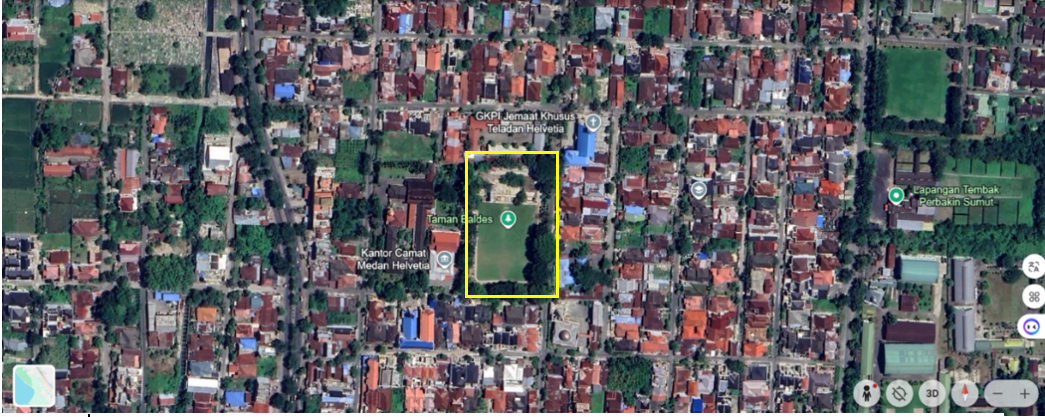 GKPI Jemaat Khusus
Teladan Helvetia
Taman Baldes
Lapangan Tembak
Perbakin Sumut
Kantor Camat
Medan Helvetia
3D